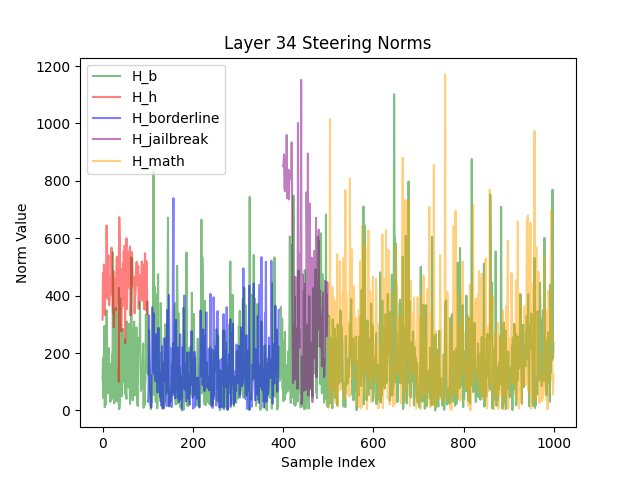 Layer 34 Steering Norms
H_b
H_h
H_borderline
H_jailbreak
H_math
Norm Value
1200
1000
800
600
400
200
0
0 200 400 600 800 1000
Sample Index